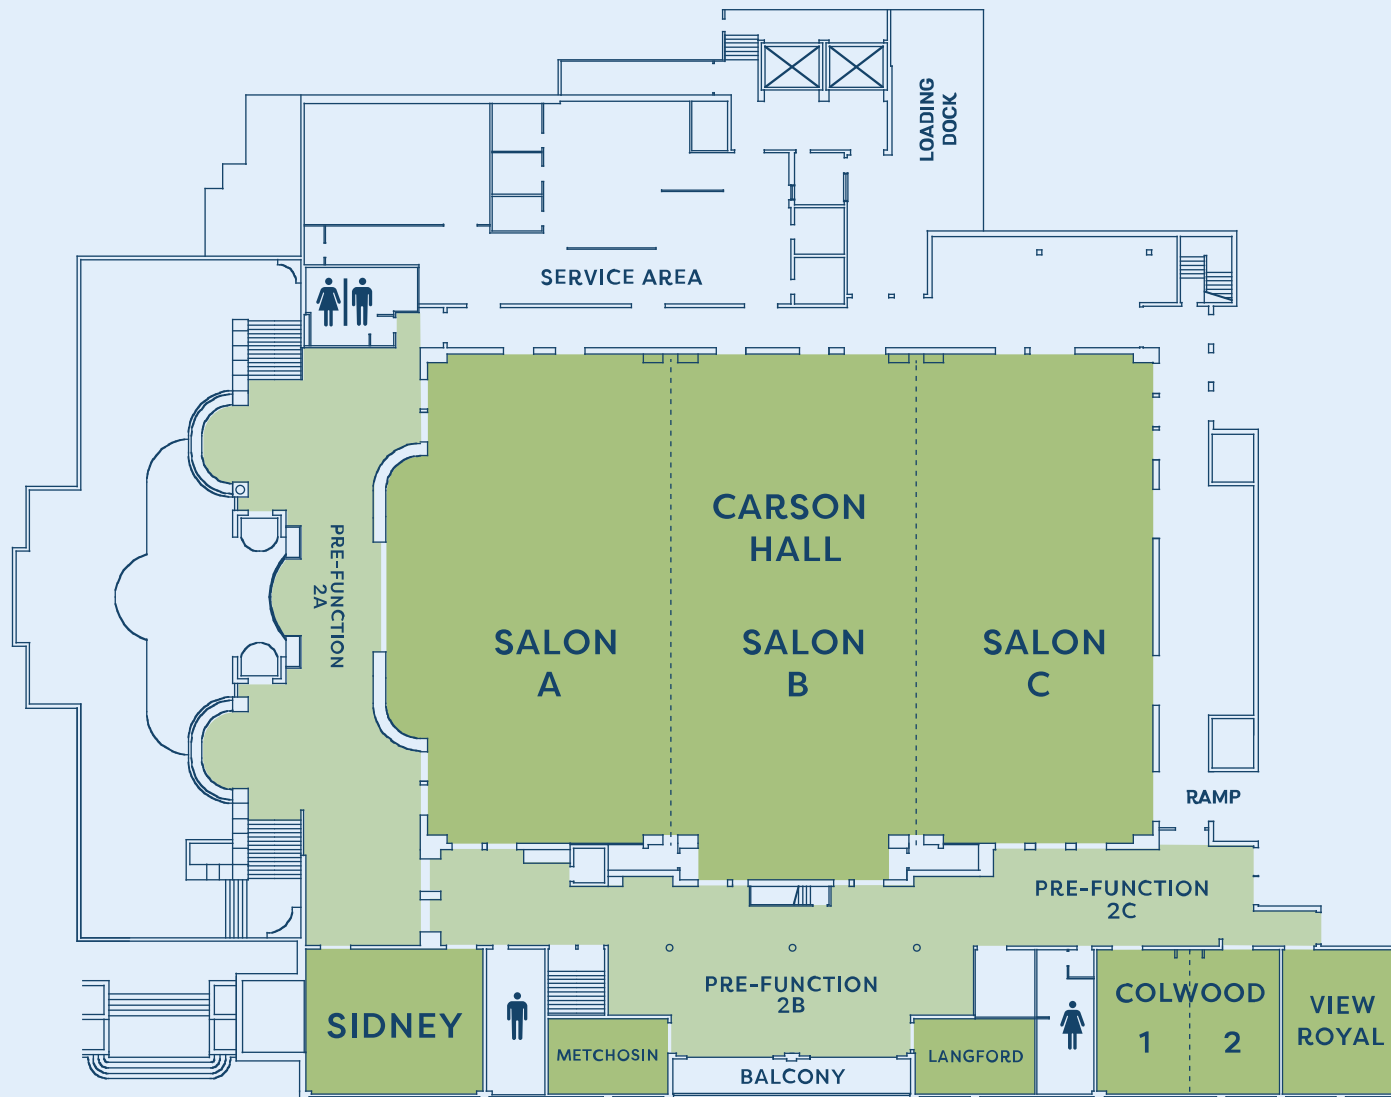 LOADING
DOCK
SERVICE AREA
CARSON
HALL
PRE-FUNCTION
2A
SALON
A
SALON
B
SALON
C
RAMP
PRE-FUNCTION
2C
PRE-FUNCTION
2B
SIDNEY
METCHOSIN
BALCONY
LANGFORD
COLWOOD
1
2
VIEW
ROYAL